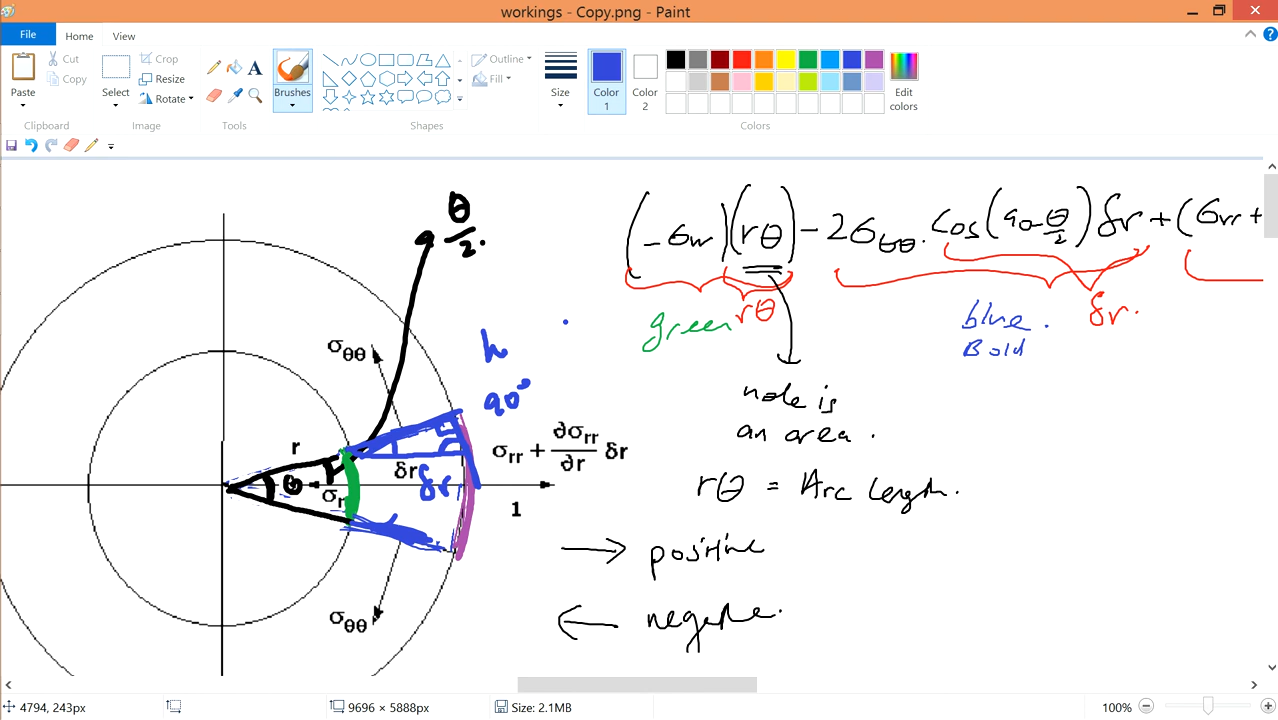 workings - Copy.png - Paint
File Home View
Cut
Copy
Paste
Clipboard
Crop
Resize
Rotate
Select
Image
Tools
Brushes
Outline
Fill
Shapes
Size
Color 1
Color 2
Edit colors
Colors
θ
2.
(-σrr)(rθ) - 2σθθ. Cos(90-θ/2) δr + (σrr +
green rθ
blue.
Bold
δr.
note is
an area.
rθ = Arc Length.
positive
negative.
h
90°
σθθ
r
θ
σr
δr
δr
σrr + ∂σrr/∂r δr
1
σθθ
4794, 243px
9696 × 5888px
Size: 2.1MB
100%